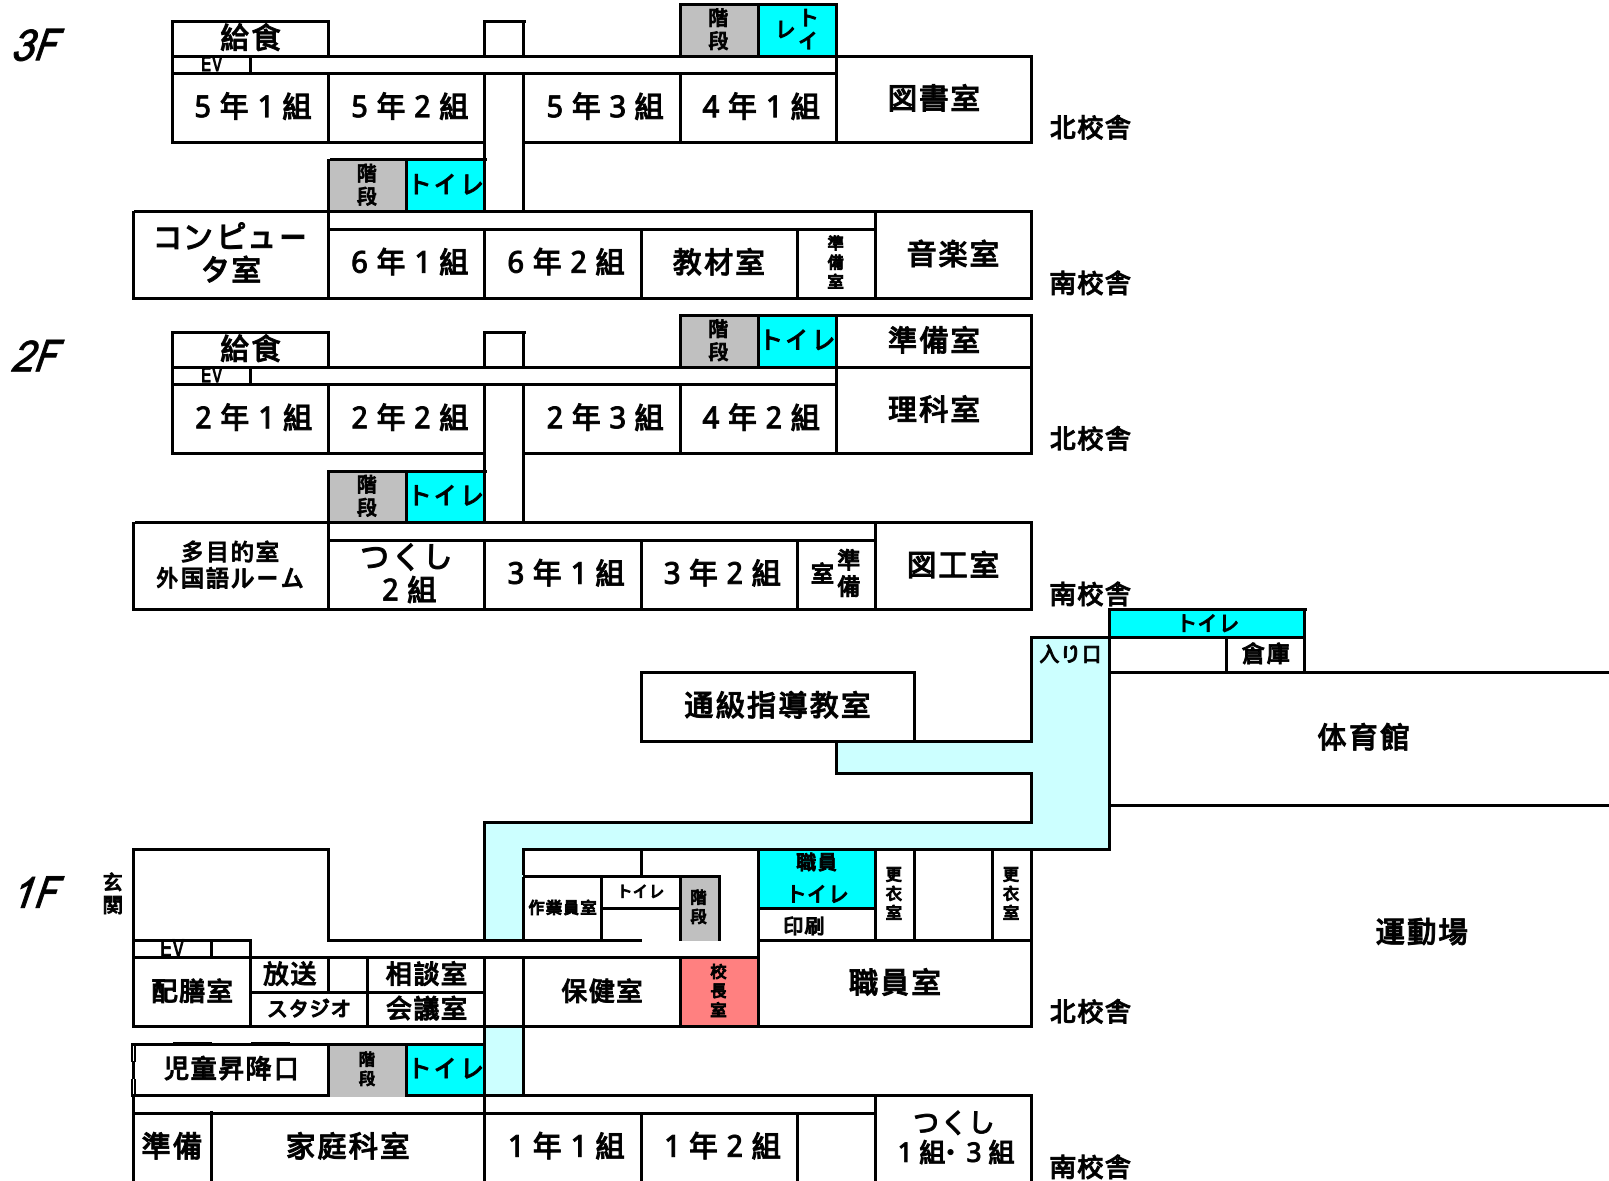 3F
給食
階段
トイレ
EV
5年1組
5年2組
5年3組
4年1組
図書室
北校舎
階段
トイレ
コンピュー
タ室
6年1組
6年2組
教材室
準備室
音楽室
南校舎
2F
給食
階段
トイレ
準備室
EV
2年1組
2年2組
2年3組
4年2組
理科室
北校舎
階段
トイレ
多目的室
外国語ルーム
つくし
2組
3年1組
3年2組
準備室
図工室
南校舎
トイレ
入り口
倉庫
通級指導教室
体育館
1F
玄関
職員
トイレ
更衣室
更衣室
作業員室
トイレ
階段
印刷
運動場
EV
配膳室
放送
相談室
スタジオ
会議室
保健室
校長室
職員室
北校舎
児童昇降口
階段
トイレ
準備
家庭科室
1年1組
1年2組
つくし
1組・3組
南校舎